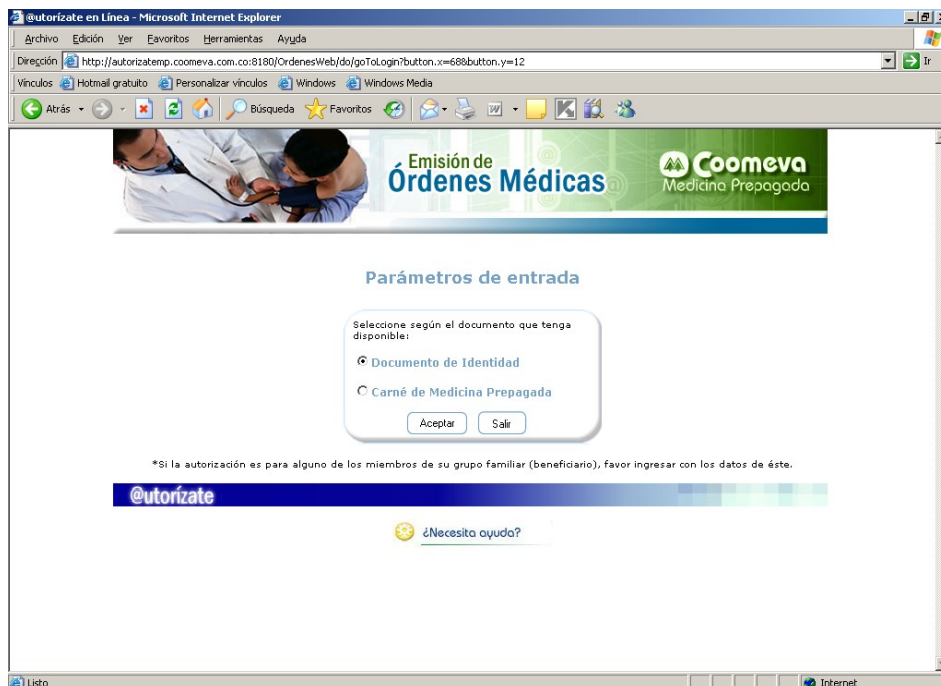 @utorízate en Línea - Microsoft Internet Explorer
Archivo Edición Ver Favoritos Herramientas Ayuda
Dirección http://autorizatemp.coomeva.com.co:8180/OrdenesWeb/do/goToLogin?button.x=68&button.y=12 Ir
Vínculos Hotmail gratuito Personalizar vínculos Windows Windows Media
Atrás Búsqueda Favoritos
Emisión de
Órdenes Médicas
Coomeva
Medicina Prepagada
Parámetros de entrada
Seleccione según el documento que tenga
disponible:
Documento de Identidad
Carné de Medicina Prepagada
Aceptar Salir
*Si la autorización es para alguno de los miembros de su grupo familiar (beneficiario), favor ingresar con los datos de éste.
@utorízate
¿Necesita ayuda?
Listo Internet